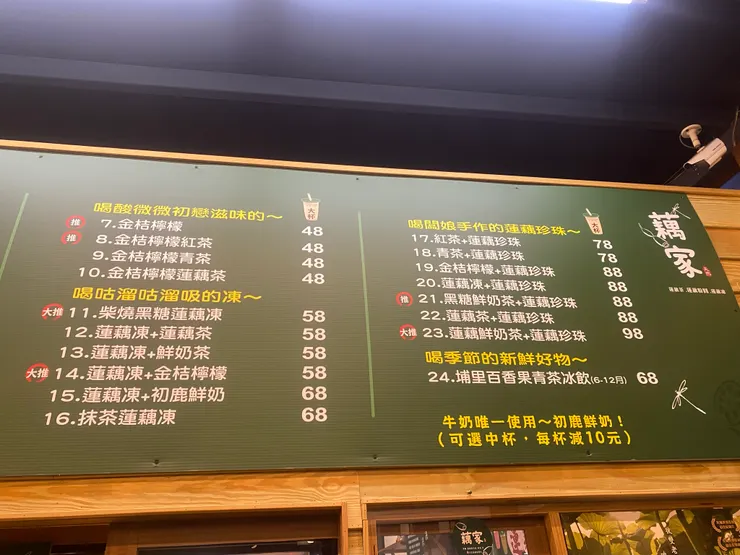 喝酸微微初戀滋味的～ 大杯
推 7.金桔檸檬 48
推 8.金桔檸檬紅茶 48
9.金桔檸檬青茶 48
10.金桔檸檬蓮藕茶 48
喝咕溜咕溜吸的凍～
大推 11.柴燒黑糖蓮藕凍 58
12.蓮藕凍+蓮藕茶 58
13.蓮藕凍+鮮奶茶 58
大推 14.蓮藕凍+金桔檸檬 58
15.蓮藕凍+初鹿鮮奶 68
16.抹茶蓮藕凍 68
喝闆娘手作的蓮藕珍珠～ 大杯
17.紅茶+蓮藕珍珠 78
18.青茶+蓮藕珍珠 78
19.金桔檸檬+蓮藕珍珠 88
20.蓮藕凍+蓮藕珍珠 88
推 21.黑糖鮮奶茶+蓮藕珍珠 88
22.蓮藕茶+蓮藕珍珠 88
大推 23.蓮藕鮮奶茶+蓮藕珍珠 98
喝季節的新鮮好物～
24.埔里百香果青茶冰飲(6-12月) 68
牛奶唯一使用～初鹿鮮奶！
(可選中杯，每杯減10元)
藕家
藕家